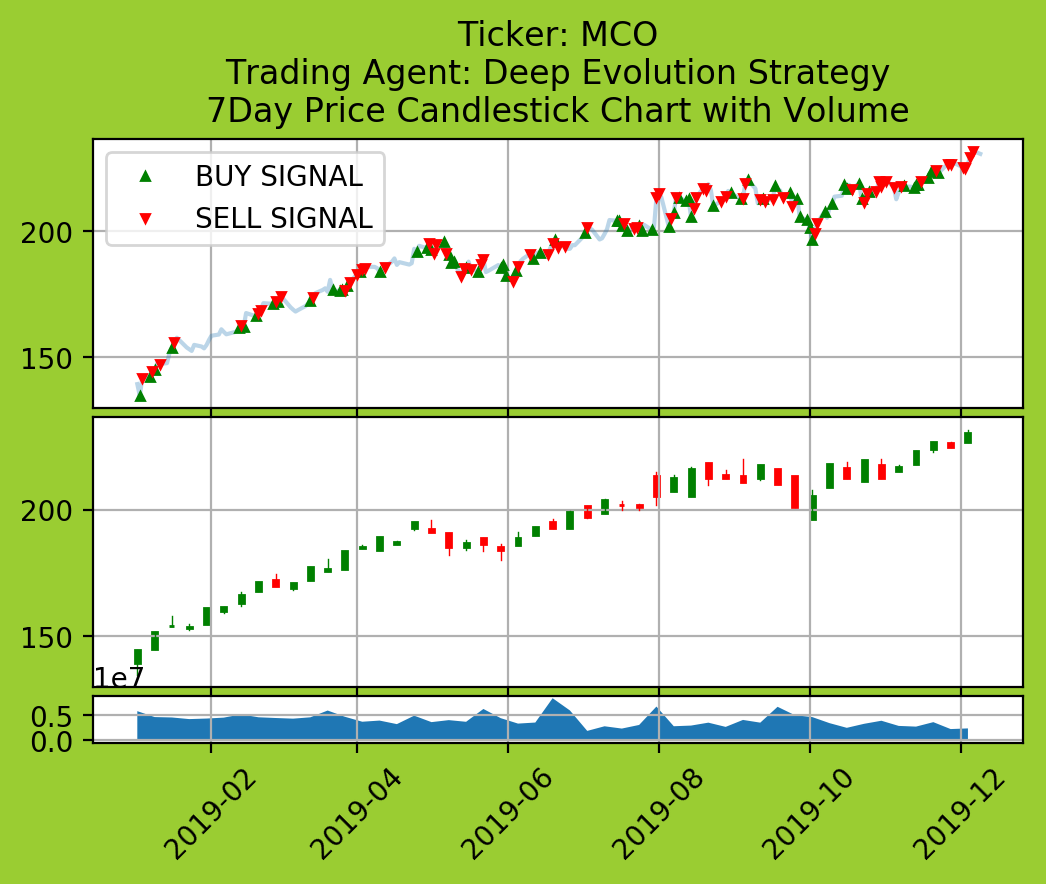 Ticker: MCO
Trading Agent: Deep Evolution Strategy
7Day Price Candlestick Chart with Volume
BUY SIGNAL
SELL SIGNAL
200
150
200
150
1e7
0.5
0.0
2019-02
2019-04
2019-06
2019-08
2019-10
2019-12